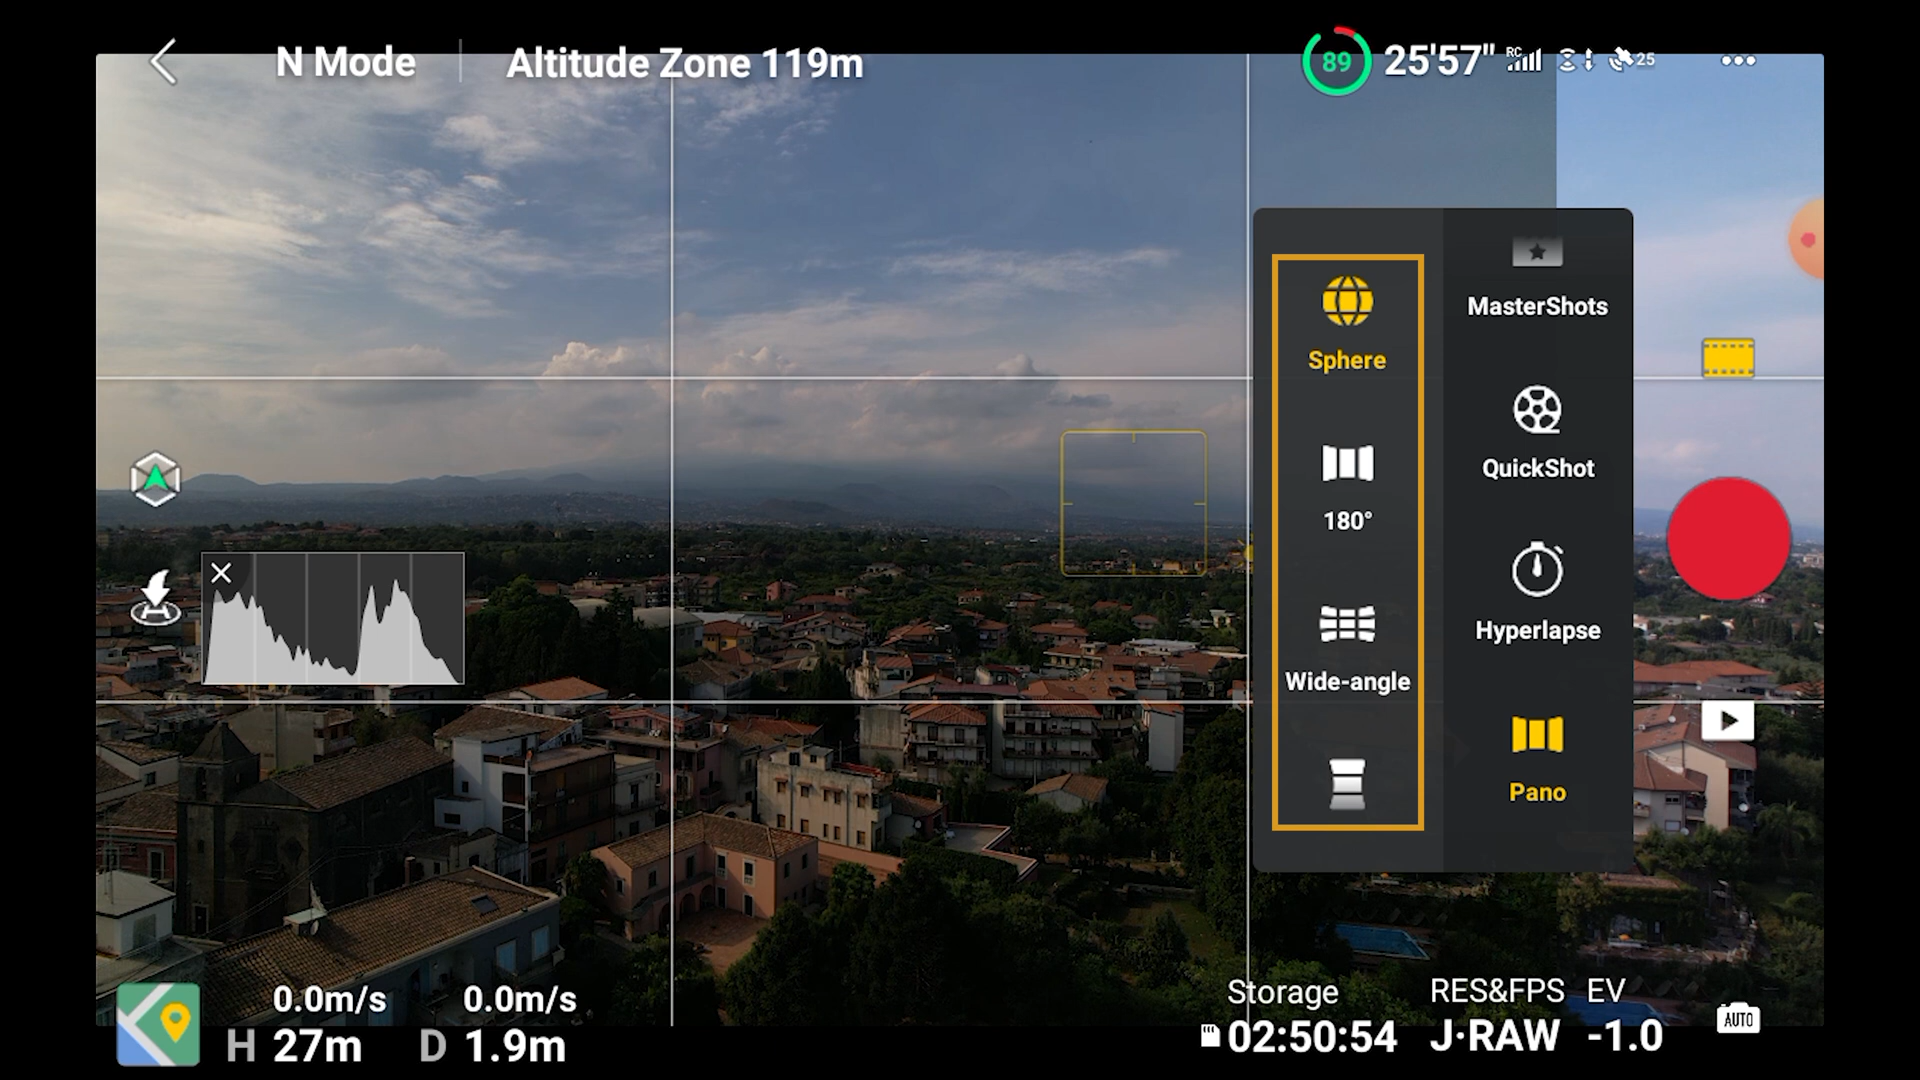 N Mode
Altitude Zone 119m
89
25'57"
RC
25
Sphere
180°
Wide-angle
MasterShots
QuickShot
Hyperlapse
Pano
0.0m/s
0.0m/s
H 27m
D 1.9m
Storage
02:50:54
RES&FPS
J·RAW
EV
-1.0
AUTO